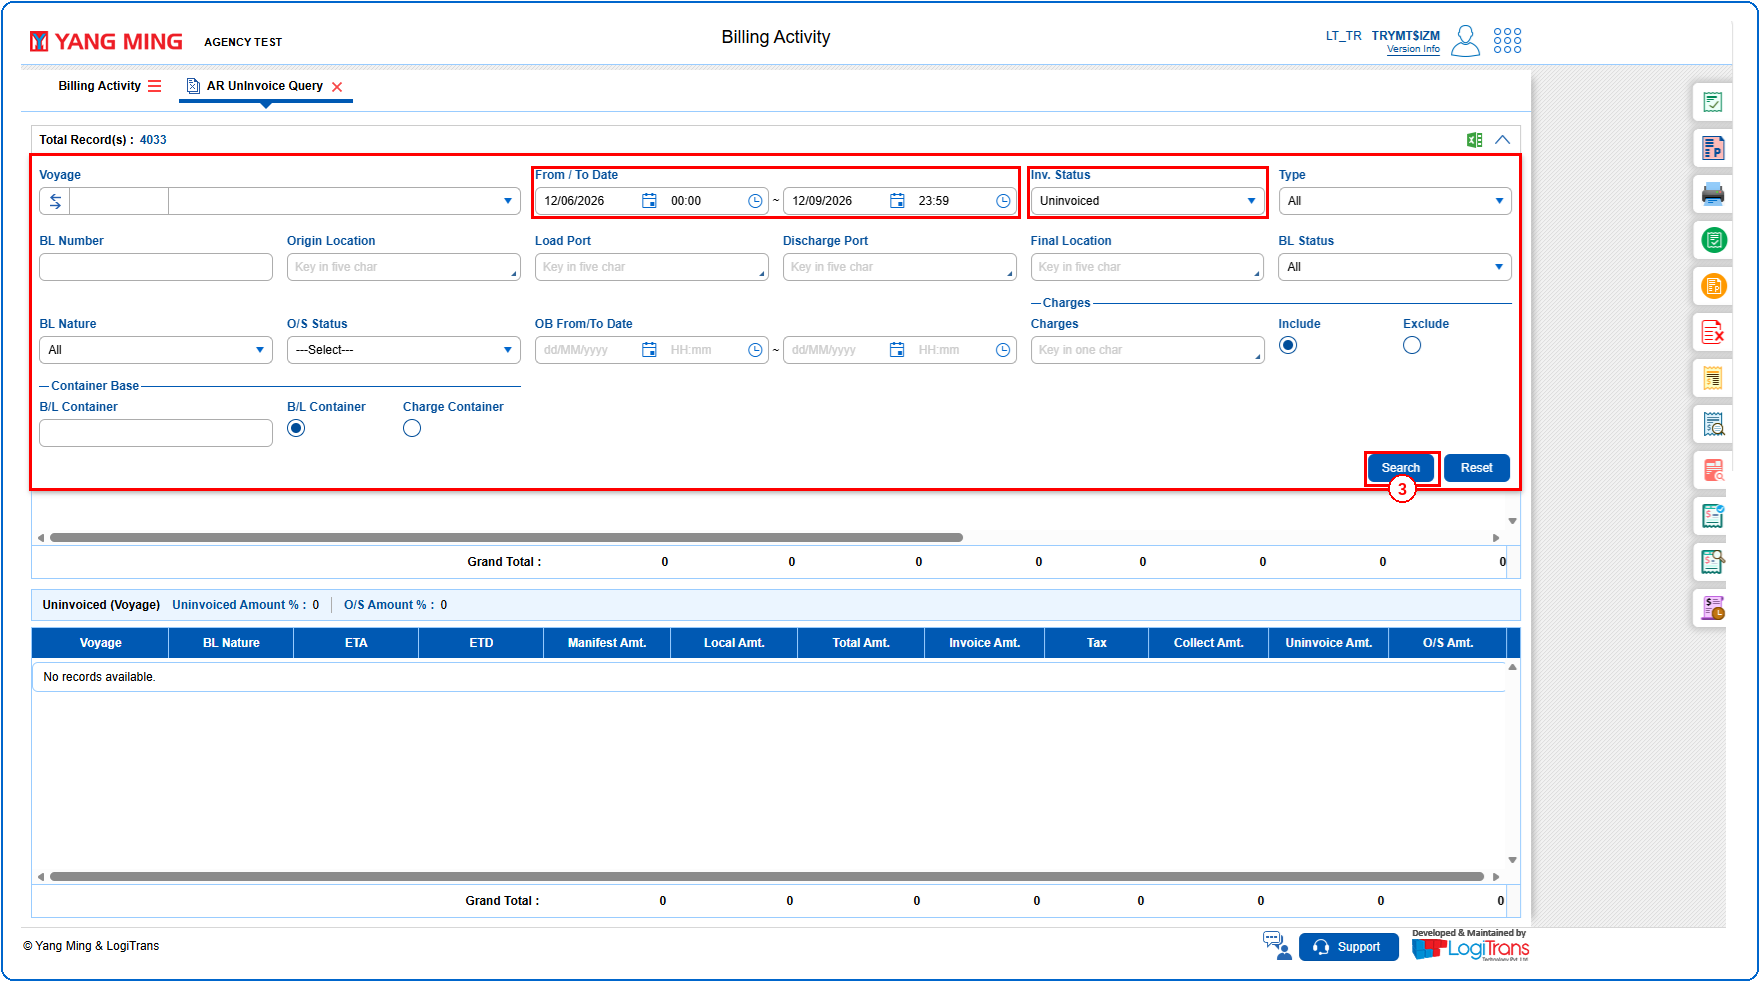 YANG MING
AGENCY TEST
Billing Activity
LT_TR TRYMT$IZM
Version Info
Billing Activity
AR UnInvoice Query
Total Record(s) : 4033
Voyage
From / To Date
Inv. Status
Type
12/06/2026 00:00 ~ 12/09/2026 23:59
Uninvoiced
All
BL Number
Origin Location
Load Port
Discharge Port
Final Location
BL Status
Key in five char
Key in five char
Key in five char
Key in five char
All
Charges
BL Nature
O/S Status
OB From/To Date
Charges
Include
Exclude
All
---Select---
dd/MM/yyyy HH:mm ~ dd/MM/yyyy HH:mm
Key in one char
Container Base
B/L Container
B/L Container
Charge Container
Search
Reset
3
Grand Total : 0 0 0 0 0 0 0 0
Uninvoiced (Voyage) Uninvoiced Amount % : 0 O/S Amount % : 0
Voyage BL Nature ETA ETD Manifest Amt. Local Amt. Total Amt. Invoice Amt. Tax Collect Amt. Uninvoice Amt. O/S Amt.
No records available.
Grand Total : 0 0 0 0 0 0 0 0
© Yang Ming & LogiTrans
Support
Developed & Maintained by
LogiTrans
Technology Pvt. Ltd.